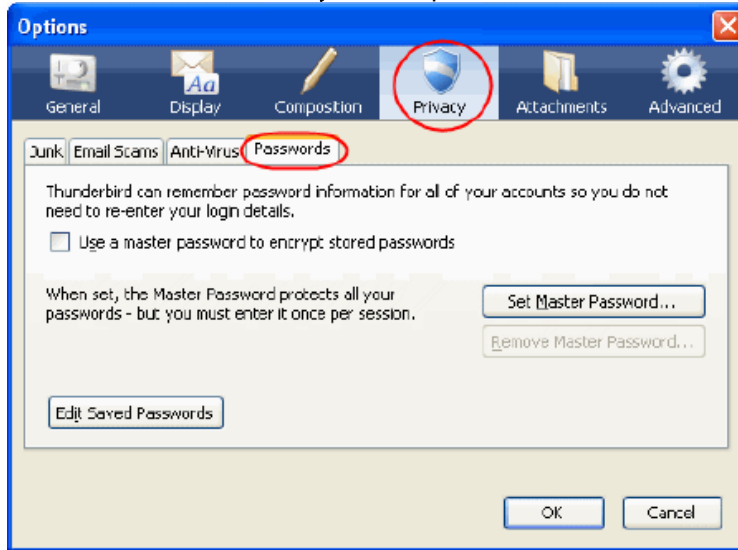 Options
General Display Composition Privacy Attachments Advanced
Junk Email Scams Anti-Virus Passwords
Thunderbird can remember password information for all of your accounts so you do not
need to re-enter your login details.
Use a master password to encrypt stored passwords
When set, the Master Password protects all your
passwords - but you must enter it once per session.
Set Master Password...
Remove Master Password...
Edit Saved Passwords
OK Cancel